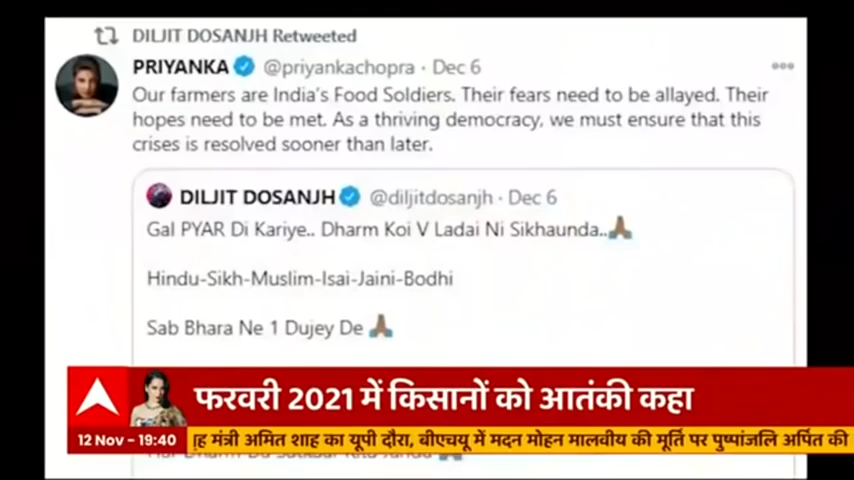 DILJIT DOSANJH Retweeted
PRIYANKA @priyankachopra · Dec 6
Our farmers are India's Food Soldiers. Their fears need to be allayed. Their
hopes need to be met. As a thriving democracy, we must ensure that this
crises is resolved sooner than later.
DILJIT DOSANJH @diljitdosanjh · Dec 6
Gal PYAR Di Kariye.. Dharm Koi V Ladai Ni Sikhaunda..🙏🏽
Hindu-Sikh-Muslim-Isai-Jaini-Bodhi
Sab Bhara Ne 1 Dujey De 🙏🏽
फरवरी 2021 में किसानों को आतंकी कहा
12 Nov - 19:40 मंत्री अमित शाह का यूपी दौरा, बीएचयू में मदन मोहन मालवीय की मूर्ति पर पुष्पांजलि अर्पित की